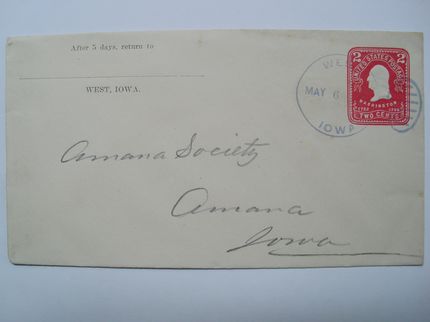 After 5 days, return to
WEST, IOWA.
WEST
MAY 6
IOWA
2 UNITED STATES POSTAGE 2
WASHINGTON
1732 1799
TWO CENTS
Amana Society
Amana
Iowa